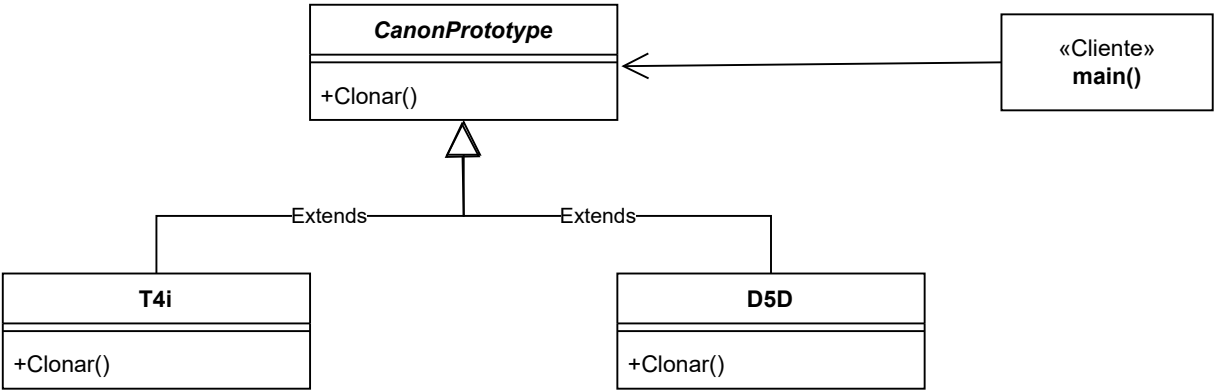 CanonPrototype
+Clonar()
«Cliente»
main()
Extends
Extends
T4i
+Clonar()
D5D
+Clonar()